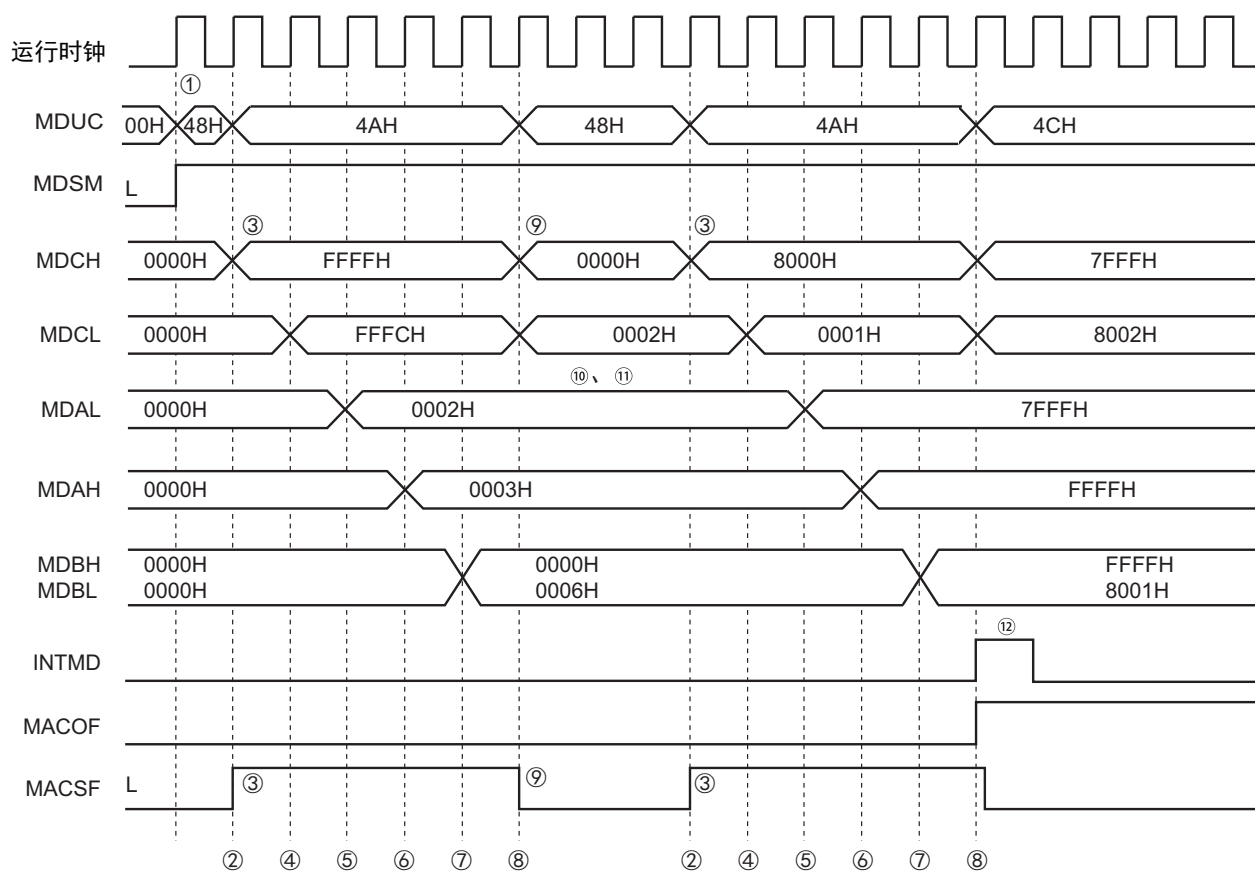 运行时钟
①
MDUC 00H 48H 4AH 48H 4AH 4CH
MDSM L
③ ⑨ ③
MDCH 0000H FFFFH 0000H 8000H 7FFFH
MDCL 0000H FFFCH 0002H 0001H 8002H
⑩、⑪
MDAL 0000H 0002H 7FFFH
MDAH 0000H 0003H FFFFH
MDBH 0000H 0000H FFFFH
MDBL 0000H 0006H 8001H
⑫
INTMD
MACOF
MACSF L ③ ⑨ ③
② ④ ⑤ ⑥ ⑦ ⑧ ② ④ ⑤ ⑥ ⑦ ⑧